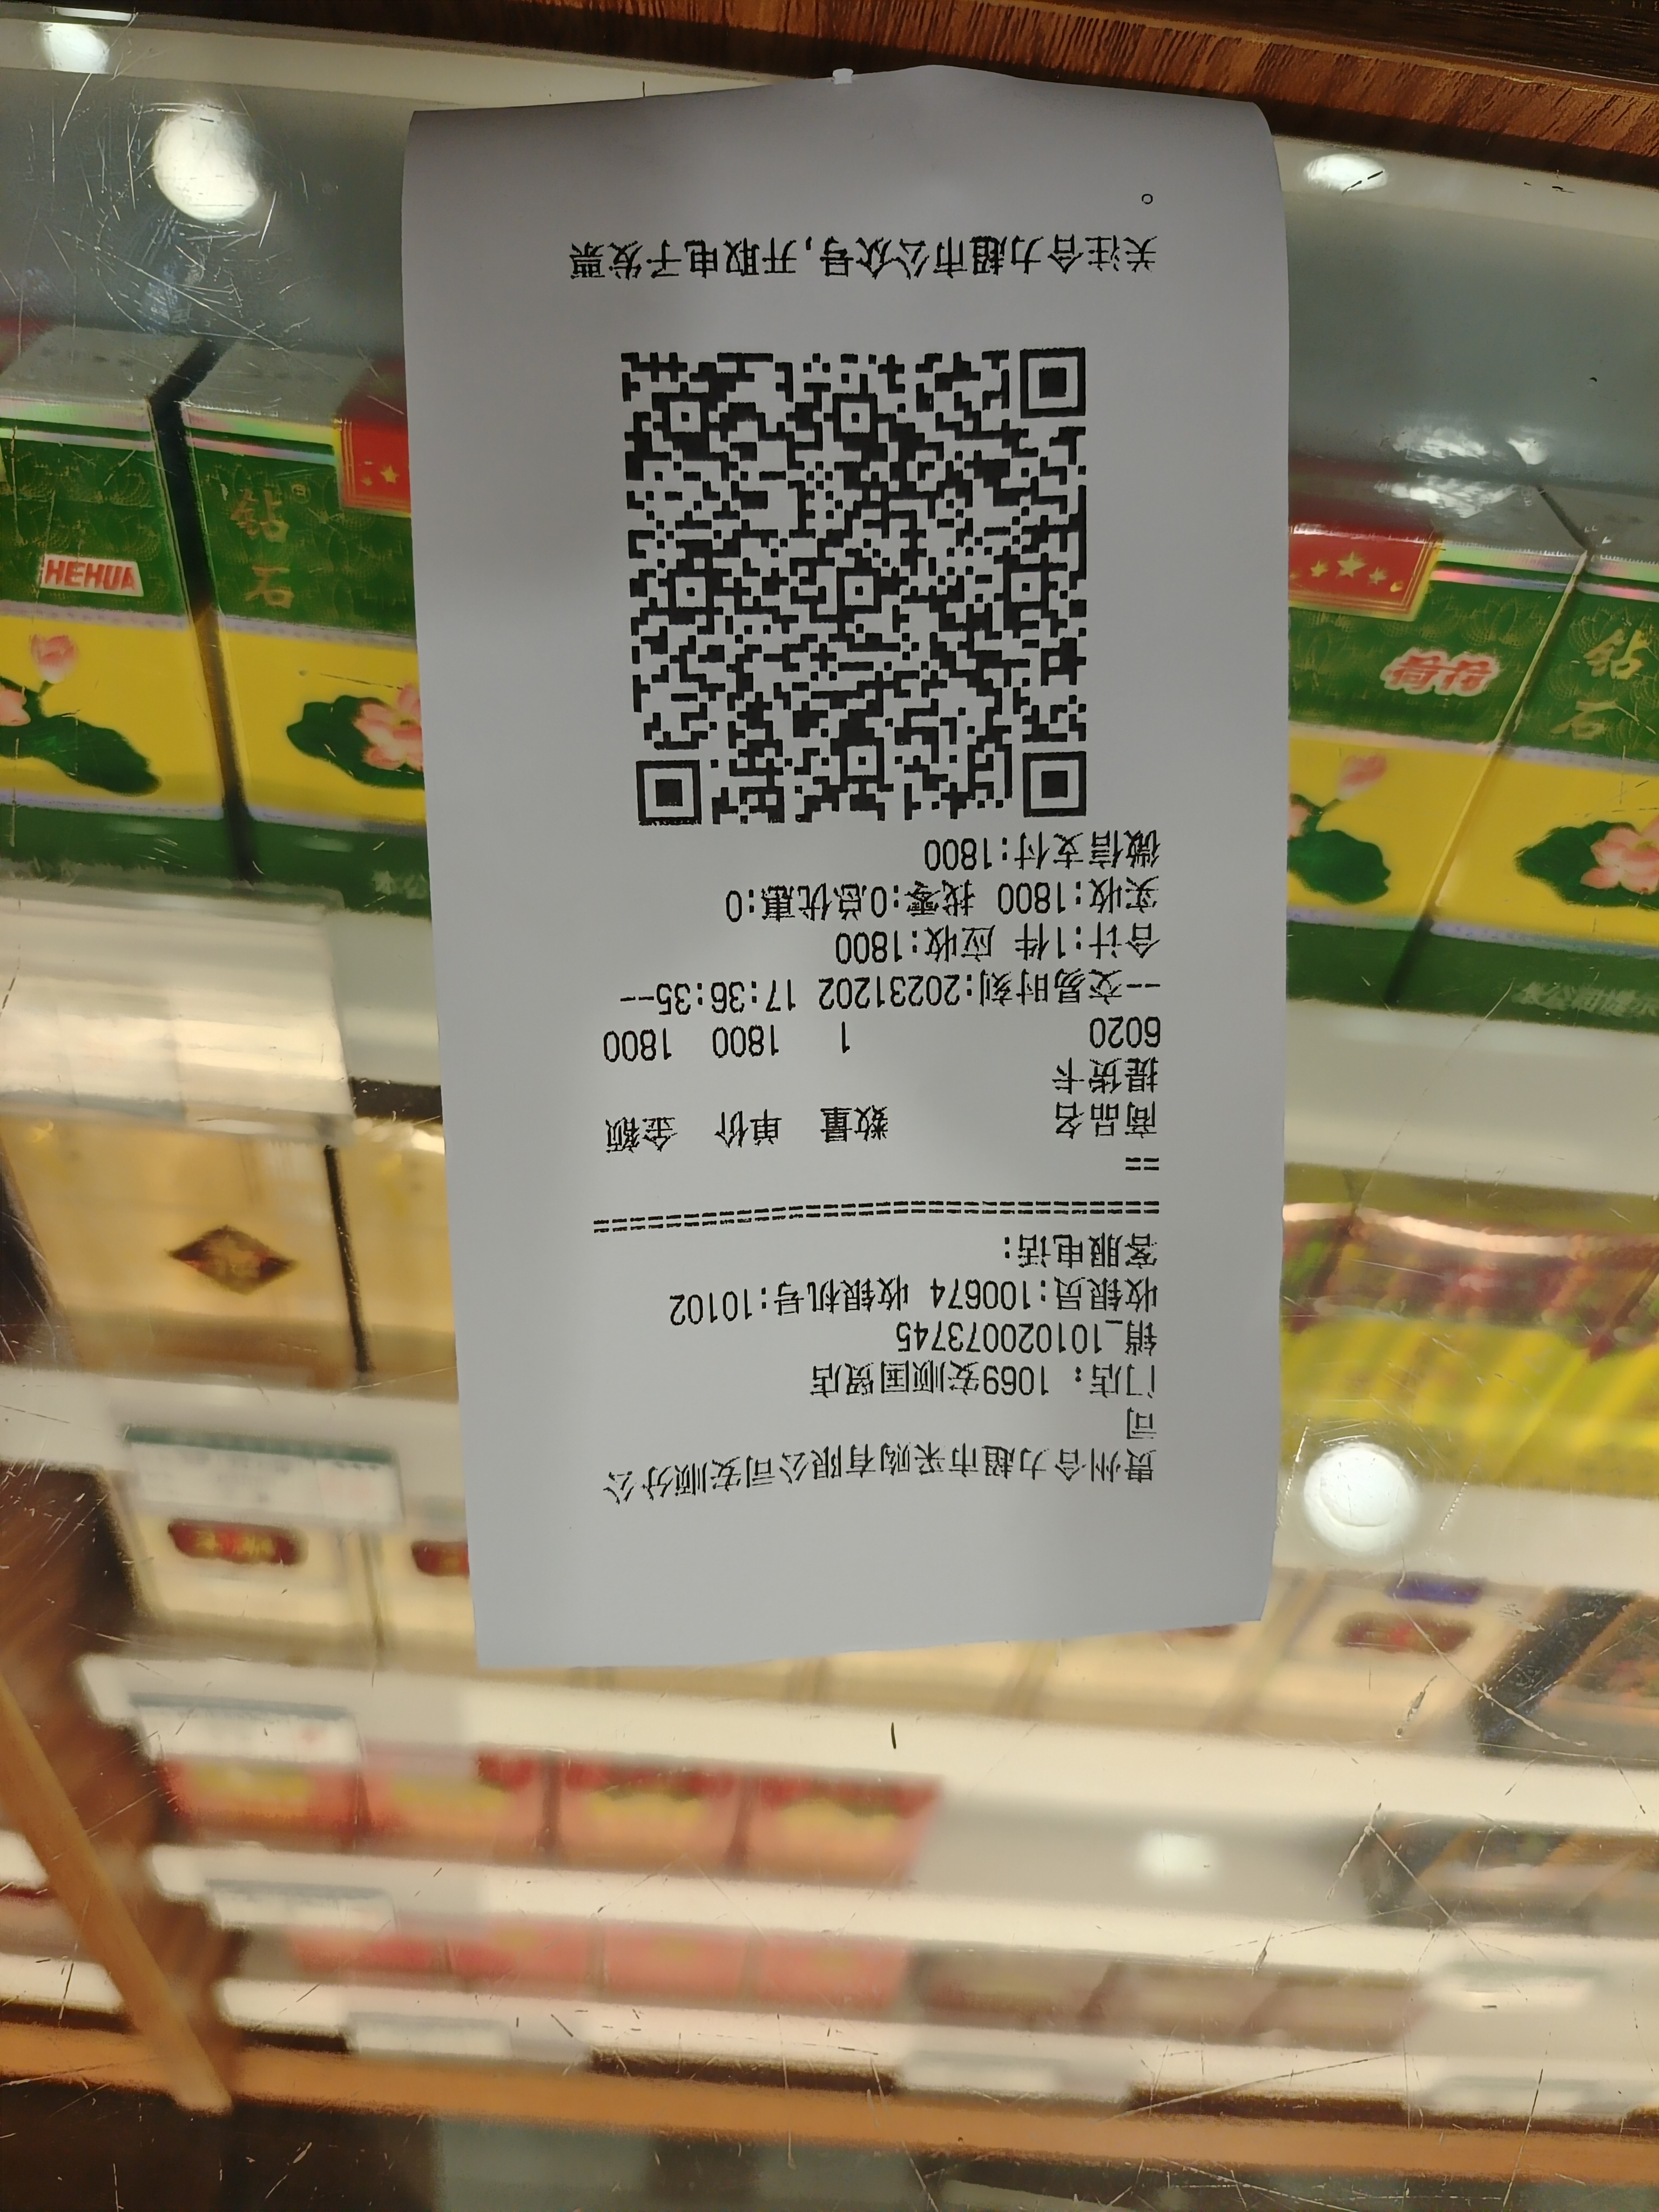 贵州合力超市采购有限公司安顺分公
司
门店: 1069安顺国贸店
销_101020073745
收银员:100674 收银机号:10102
客服电话:
================================
==
商品名 数量 单价 金额
提货卡
6020 1 1800 1800
--交易时刻:20231202 17:36:35--
合计:1件 应收:1800
实收:1800 找零:0总优惠:0
微信支付:1800
关注合力超市公众号,开取电子发票
。
HEHUA
钻石
荷花
钻石